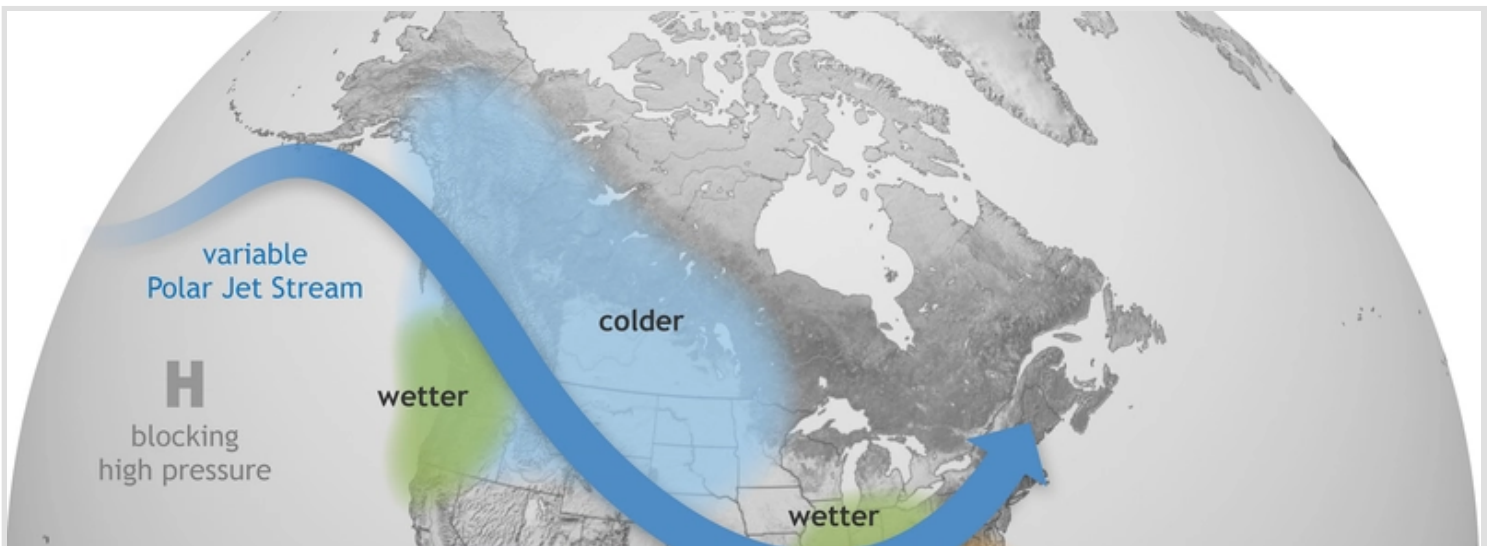 variable
Polar Jet Stream
colder
H
wetter
blocking
high pressure
wetter